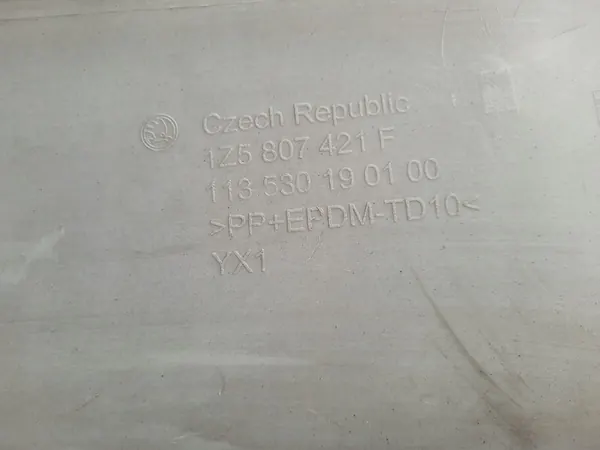 Czech Republic
1Z5 807 421 F
113 530 19 01 00
>PP+EPDM-TD10<
YX1